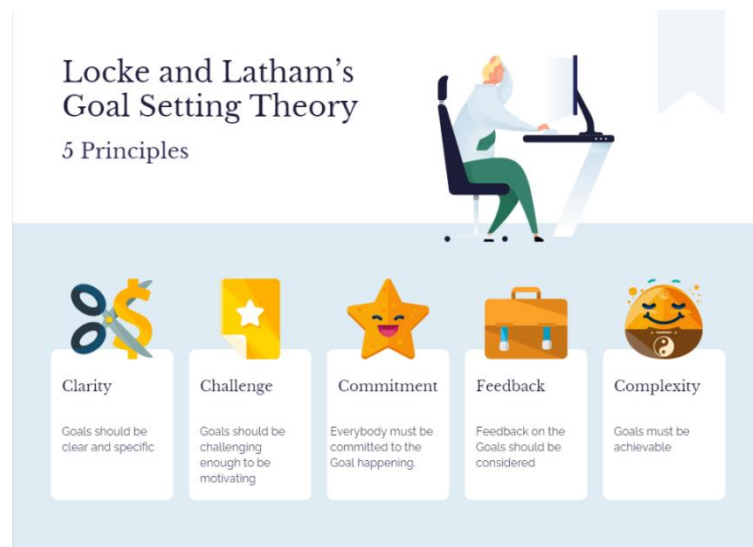 Locke and Latham's
Goal Setting Theory
5 Principles
Clarity
Goals should be
clear and specific
Challenge
Goals should be
challenging
enough to be
motivating
Commitment
Everybody must be
committed to the
Goal happening.
Feedback
Feedback on the
Goals should be
considered
Complexity
Goals must be
achievable